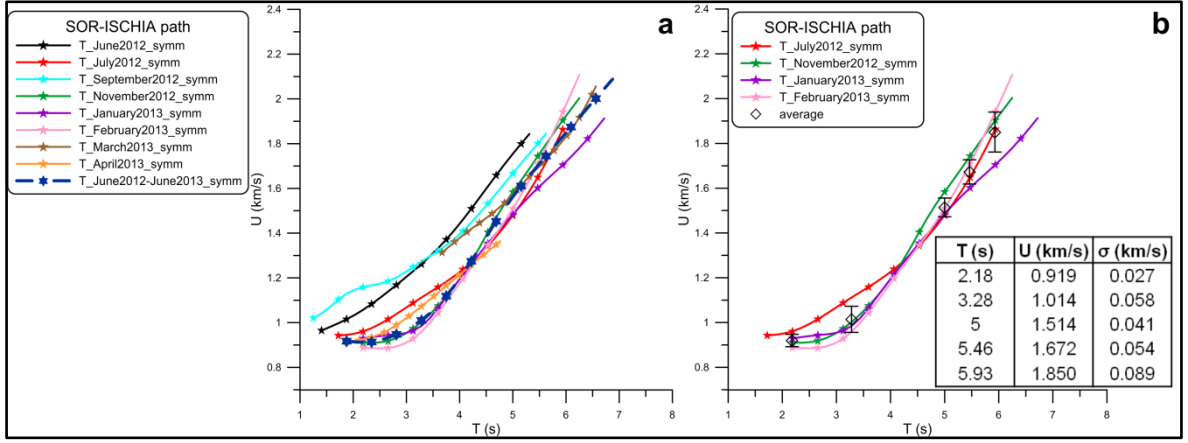 SOR-ISCHIA path
T_June2012_symm
T_July2012_symm
T_September2012_symm
T_November2012_symm
T_January2013_symm
T_February2013_symm
T_March2013_symm
T_April2013_symm
T_June2012-June2013_symm
a
2.4
2.2
2
1.8
1.6
1.4
1.2
1
0.8
U (km/s)
1 2 3 4 5 6 7 8
T (s)
SOR-ISCHIA path
T_July2012_symm
T_November2012_symm
T_January2013_symm
T_February2013_symm
average
b
2.4
2.2
2
1.8
1.6
1.4
1.2
1
0.8
U (km/s)
1 2 3 4 5 6 7 8
T (s)
T (s) U (km/s) σ (km/s)
2.18 0.919 0.027
3.28 1.014 0.058
5 1.514 0.041
5.46 1.672 0.054
5.93 1.850 0.089